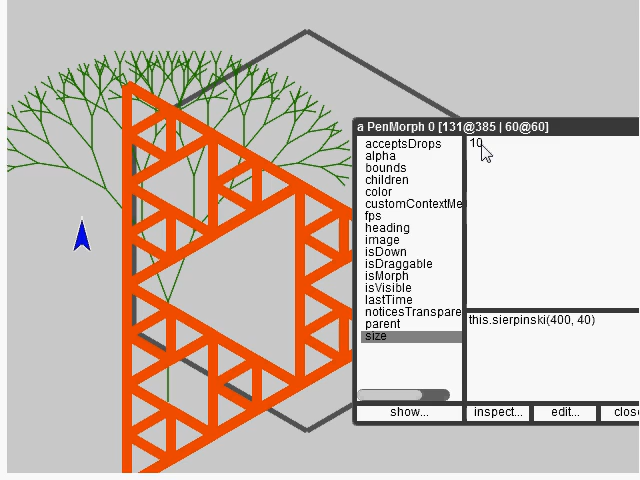 a PenMorph 0 [131@385 | 60@60]
acceptsDrops
alpha
bounds
children
color
customContextMe
fps
heading
image
isDown
isDraggable
isMorph
isVisible
lastTime
noticesTranspare
parent
size
10
this.sierpinski(400, 40)
show...
inspect...
edit...
close